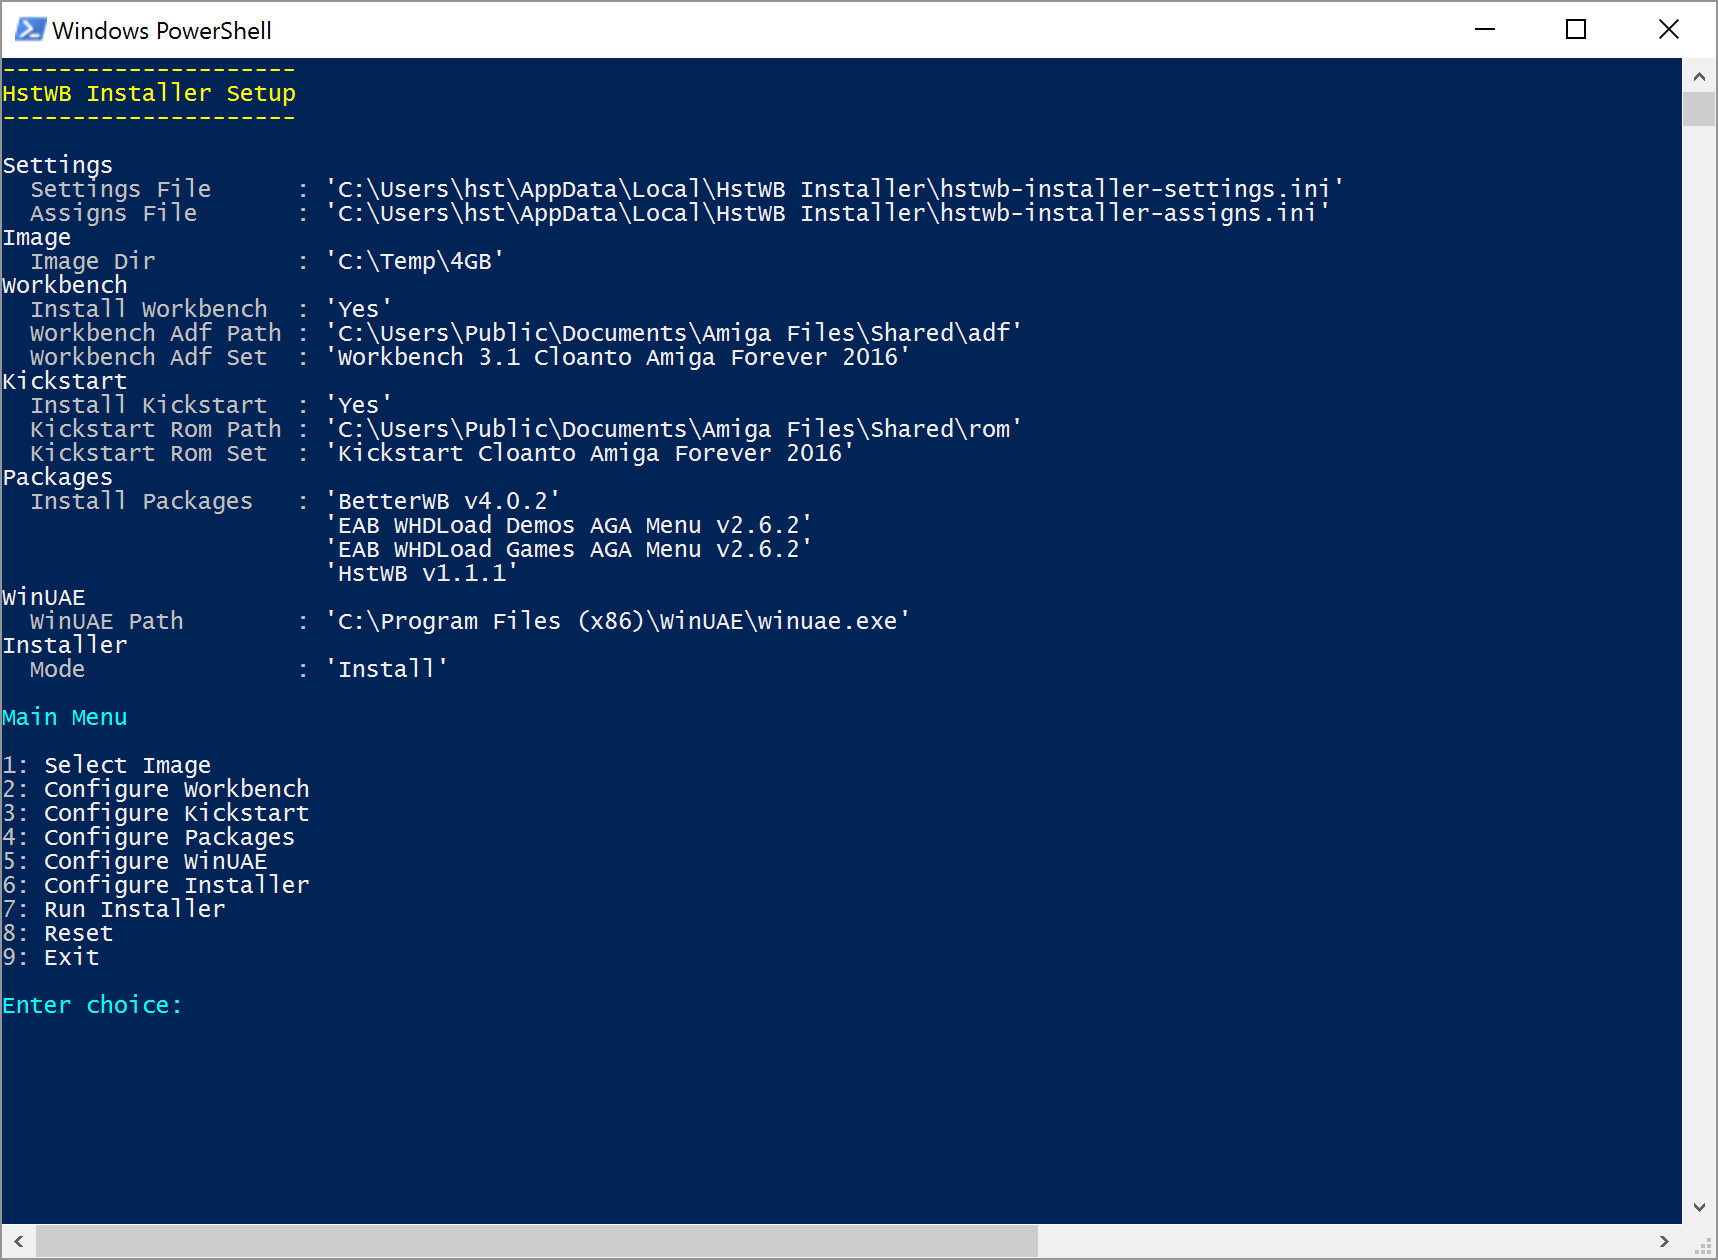 Windows PowerShell
---------------------
HstWB Installer Setup
---------------------
Settings
  Settings File      : 'C:\Users\hst\AppData\Local\HstWB Installer\hstwb-installer-settings.ini'
  Assigns File       : 'C:\Users\hst\AppData\Local\HstWB Installer\hstwb-installer-assigns.ini'
Image
  Image Dir          : 'C:\Temp\4GB'
Workbench
  Install Workbench  : 'Yes'
  Workbench Adf Path : 'C:\Users\Public\Documents\Amiga Files\Shared\adf'
  Workbench Adf Set  : 'Workbench 3.1 Cloanto Amiga Forever 2016'
Kickstart
  Install Kickstart  : 'Yes'
  Kickstart Rom Path : 'C:\Users\Public\Documents\Amiga Files\Shared\rom'
  Kickstart Rom Set  : 'Kickstart Cloanto Amiga Forever 2016'
Packages
  Install Packages   : 'BetterWB v4.0.2'
                       'EAB WHDLoad Demos AGA Menu v2.6.2'
                       'EAB WHDLoad Games AGA Menu v2.6.2'
                       'HstWB v1.1.1'
WinUAE
  WinUAE Path        : 'C:\Program Files (x86)\WinUAE\winuae.exe'
Installer
  Mode               : 'Install'
Main Menu
1: Select Image
2: Configure Workbench
3: Configure Kickstart
4: Configure Packages
5: Configure WinUAE
6: Configure Installer
7: Run Installer
8: Reset
9: Exit
Enter choice: